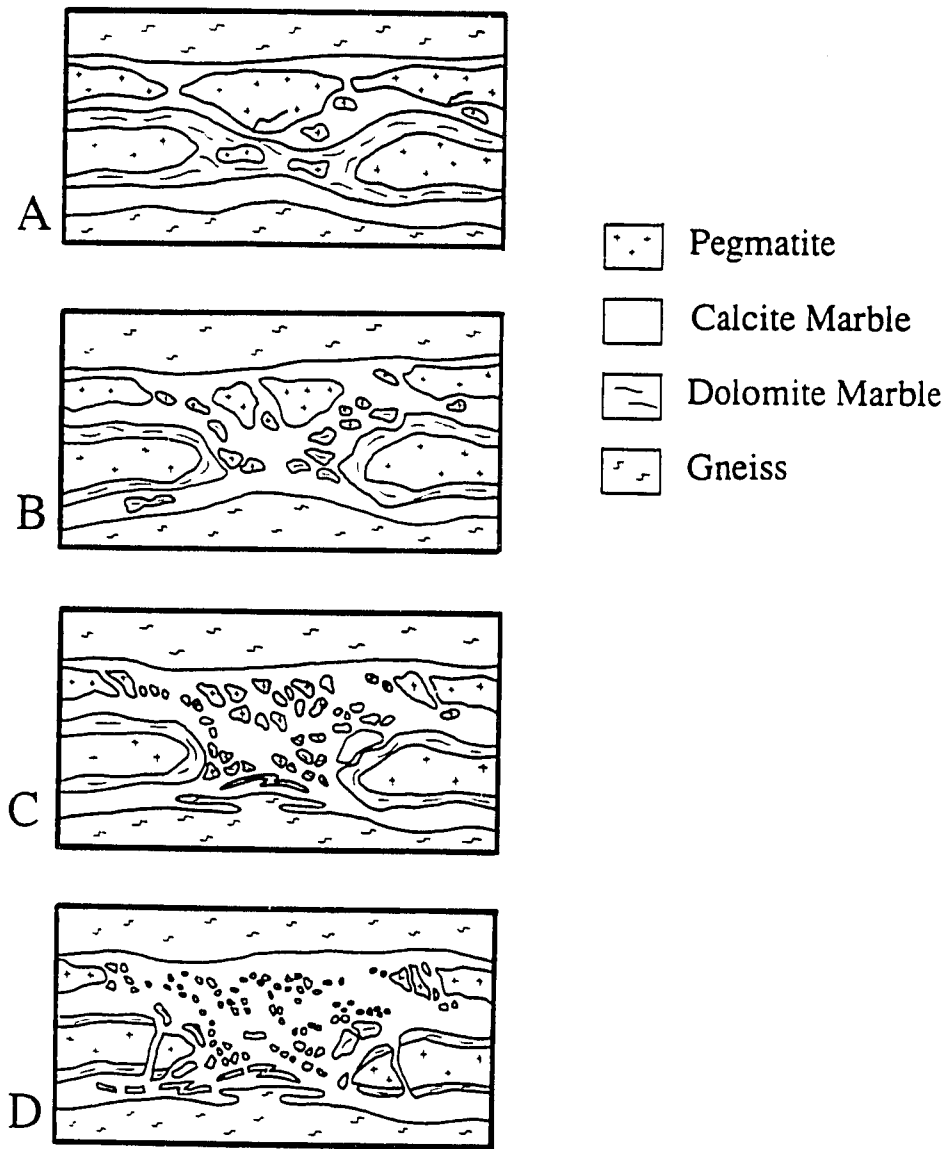 A
B
C
D
Pegmatite
Calcite Marble
Dolomite Marble
Gneiss